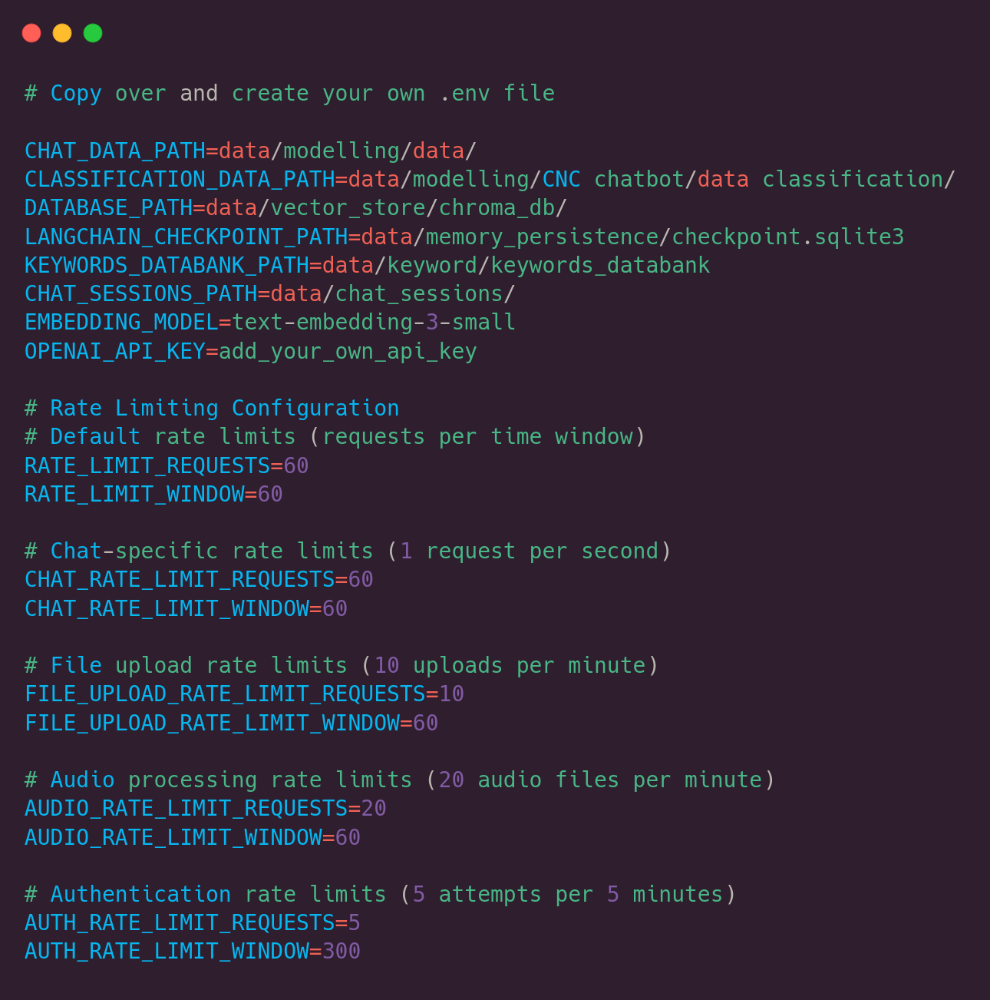 # Copy over and create your own .env file
CHAT_DATA_PATH=data/modelling/data/
CLASSIFICATION_DATA_PATH=data/modelling/CNC chatbot/data classification/
DATABASE_PATH=data/vector_store/chroma_db/
LANGCHAIN_CHECKPOINT_PATH=data/memory_persistence/checkpoint.sqlite3
KEYWORDS_DATABANK_PATH=data/keyword/keywords_databank
CHAT_SESSIONS_PATH=data/chat_sessions/
EMBEDDING_MODEL=text-embedding-3-small
OPENAI_API_KEY=add_your_own_api_key
# Rate Limiting Configuration
# Default rate limits (requests per time window)
RATE_LIMIT_REQUESTS=60
RATE_LIMIT_WINDOW=60
# Chat-specific rate limits (1 request per second)
CHAT_RATE_LIMIT_REQUESTS=60
CHAT_RATE_LIMIT_WINDOW=60
# File upload rate limits (10 uploads per minute)
FILE_UPLOAD_RATE_LIMIT_REQUESTS=10
FILE_UPLOAD_RATE_LIMIT_WINDOW=60
# Audio processing rate limits (20 audio files per minute)
AUDIO_RATE_LIMIT_REQUESTS=20
AUDIO_RATE_LIMIT_WINDOW=60
# Authentication rate limits (5 attempts per 5 minutes)
AUTH_RATE_LIMIT_REQUESTS=5
AUTH_RATE_LIMIT_WINDOW=300